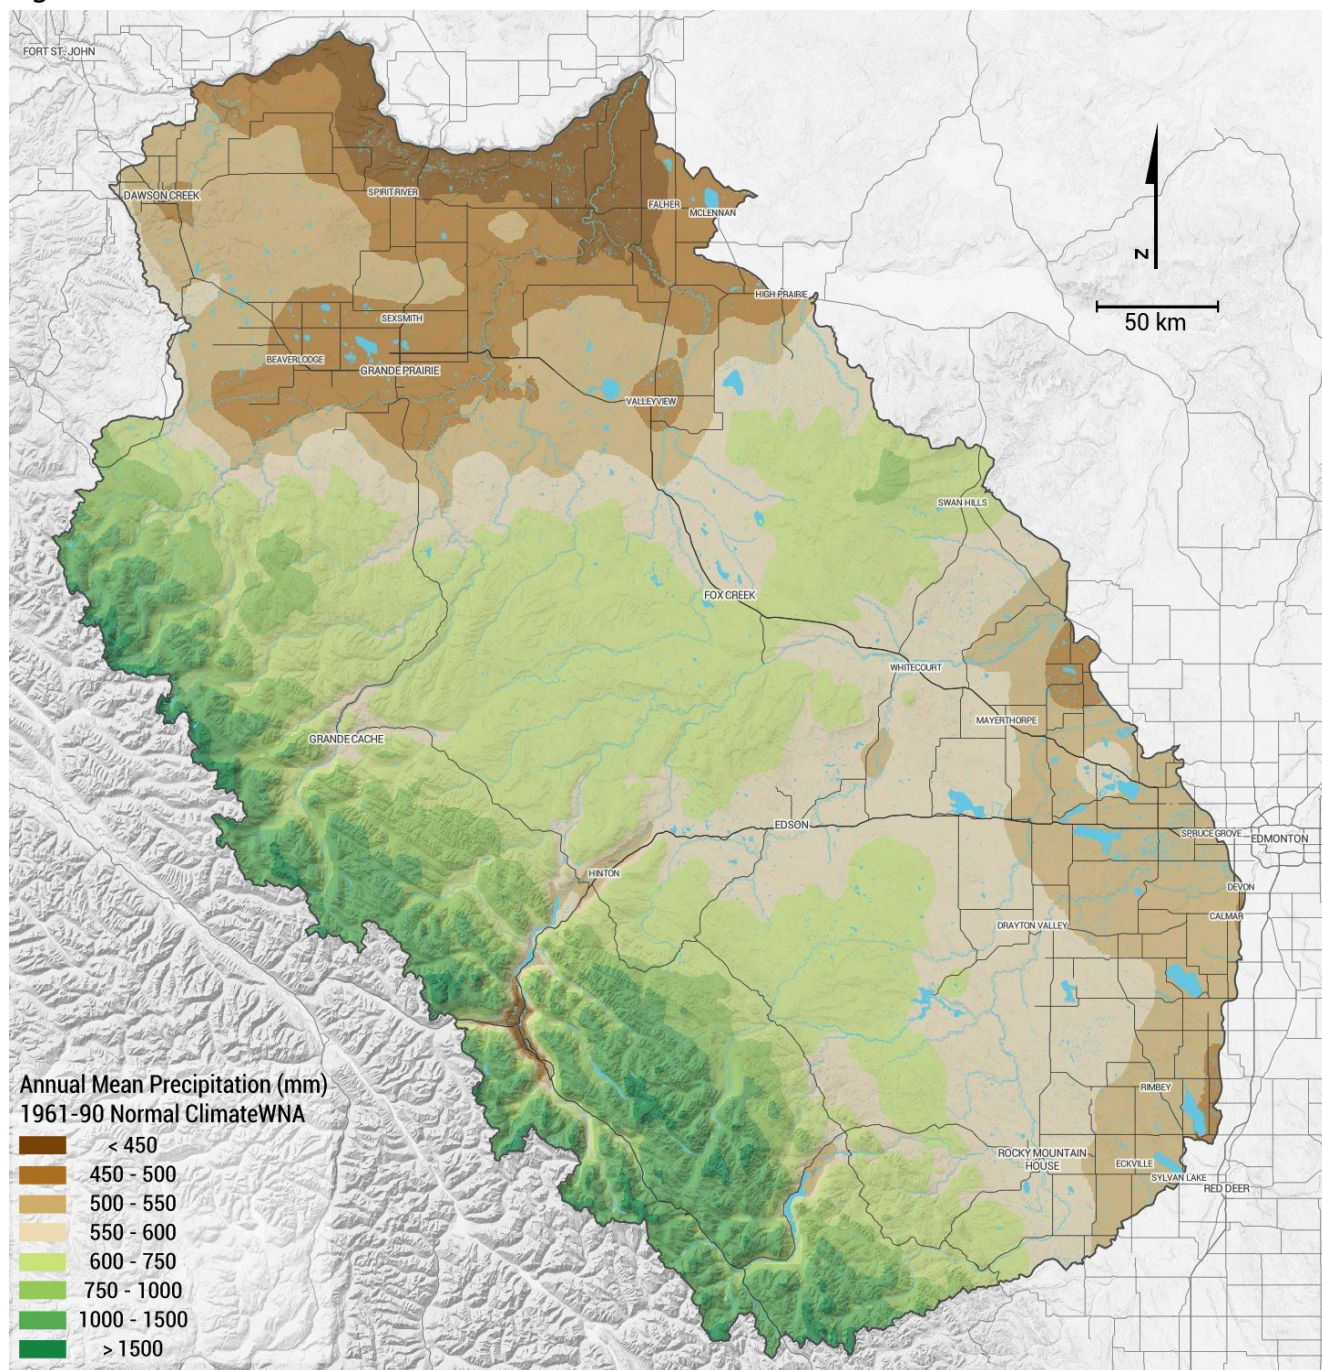 FORT ST. JOHN
DAWSON CREEK
SPIRIT RIVER
FALHER
MCLENNAN
N
HIGH PRAIRIE
50 km
SEXSMITH
BEAVERLODGE
GRANDE PRAIRIE
VALLEYVIEW
SWAN HILLS
FOX CREEK
WHITECOURT
MAYERTHORPE
GRANDE CACHE
EDSON
SPRUCE GROVE
EDMONTON
HINTON
DEVON
CALMAR
DRAYTON VALLEY
RIMBEY
ROCKY MOUNTAIN
HOUSE
ECKVILLE
SYLVAN LAKE
RED DEER
Annual Mean Precipitation (mm)
1961-90 Normal ClimateWNA
< 450
450 - 500
500 - 550
550 - 600
600 - 750
750 - 1000
1000 - 1500
> 1500